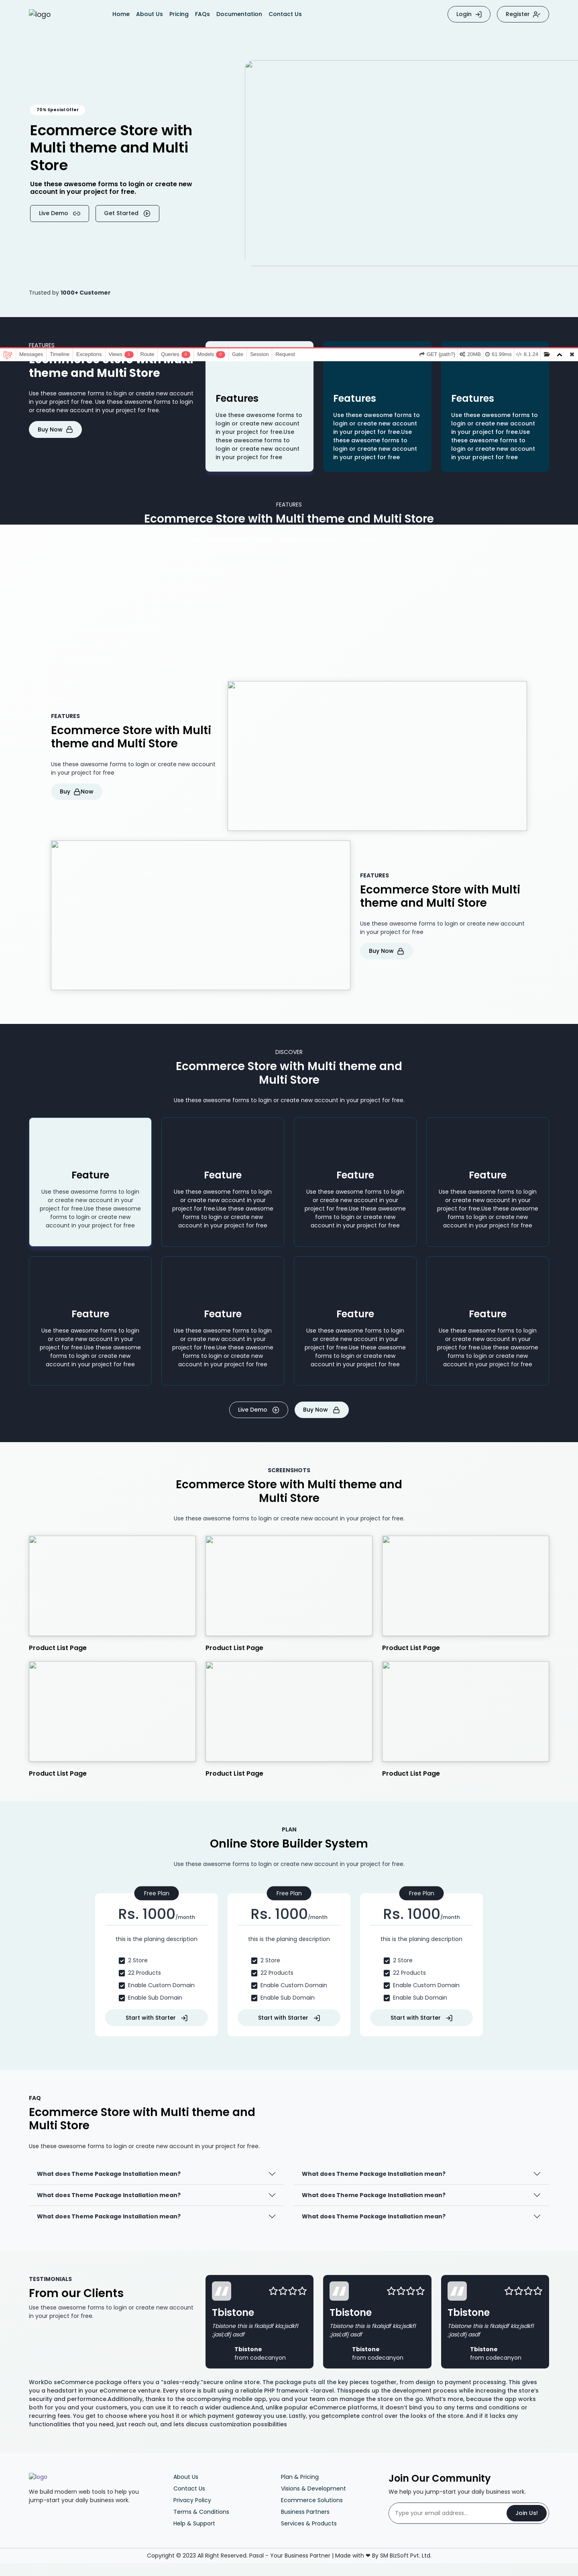 logo
Home About Us Pricing FAQs Documentation Contact Us
Login
Register
70% Special Offer
Ecommerce Store with
Multi theme and Multi
Store
Use these awesome forms to login or create new
account in your project for free.
Live Demo
Get Started
Trusted by 1000+ Customer
FEATURES
Messages Timeline Exceptions Views 1 Route Queries Models Gate Session Request
GET {path?} 20MB 61.98ms 8.1.24
Ecommerce Store with Multi
theme and Multi Store
Use these awesome forms to login or create new account
in your project for free. Use these awesome forms to login
or create new account in your project for free.
Buy Now
Features
Use these awesome forms to
login or create new account
in your project for free.Use
these awesome forms to
login or create new account
in your project for free
Features
Use these awesome forms to
login or create new account
in your project for free.Use
these awesome forms to
login or create new account
in your project for free
Features
Use these awesome forms to
login or create new account
in your project for free.Use
these awesome forms to
login or create new account
in your project for free
FEATURES
Ecommerce Store with Multi theme and Multi Store
FEATURES
Ecommerce Store with Multi
theme and Multi Store
Use these awesome forms to login or create new account
in your project for free
Buy Now
FEATURES
Ecommerce Store with Multi
theme and Multi Store
Use these awesome forms to login or create new account
in your project for free
Buy Now
DISCOVER
Ecommerce Store with Multi theme and
Multi Store
Use these awesome forms to login or create new account in your project for free.
Feature
Use these awesome forms to login
or create new account in your
project for free.Use these awesome
forms to login or create new
account in your project for free
Feature
Use these awesome forms to login
or create new account in your
project for free.Use these awesome
forms to login or create new
account in your project for free
Feature
Use these awesome forms to login
or create new account in your
project for free.Use these awesome
forms to login or create new
account in your project for free
Feature
Use these awesome forms to login
or create new account in your
project for free.Use these awesome
forms to login or create new
account in your project for free
Feature
Use these awesome forms to login
or create new account in your
project for free.Use these awesome
forms to login or create new
account in your project for free
Feature
Use these awesome forms to login
or create new account in your
project for free.Use these awesome
forms to login or create new
account in your project for free
Feature
Use these awesome forms to login
or create new account in your
project for free.Use these awesome
forms to login or create new
account in your project for free
Feature
Use these awesome forms to login
or create new account in your
project for free.Use these awesome
forms to login or create new
account in your project for free
Live Demo
Buy Now
SCREENSHOTS
Ecommerce Store with Multi theme and
Multi Store
Use these awesome forms to login or create new account in your project for free.
Product List Page
Product List Page
Product List Page
Product List Page
Product List Page
Product List Page
PLAN
Online Store Builder System
Use these awesome forms to login or create new account in your project for free.
Free Plan
Rs. 1000/month
this is the planing description
2 Store
22 Products
Enable Custom Domain
Enable Sub Domain
Start with Starter
Free Plan
Rs. 1000/month
this is the planing description
2 Store
22 Products
Enable Custom Domain
Enable Sub Domain
Start with Starter
Free Plan
Rs. 1000/month
this is the planing description
2 Store
22 Products
Enable Custom Domain
Enable Sub Domain
Start with Starter
FAQ
Ecommerce Store with Multi theme and
Multi Store
Use these awesome forms to login or create new account in your project for free.
What does Theme Package Installation mean?
What does Theme Package Installation mean?
What does Theme Package Installation mean?
What does Theme Package Installation mean?
What does Theme Package Installation mean?
What does Theme Package Installation mean?
TESTIMONIALS
From our Clients
Use these awesome forms to login or create new account
in your project for free.
Tbistone
Tbistone this is fkalsjdf kla;jsdkfl
;jast;dfj asdf
Tbistone
from codecanyon
Tbistone
Tbistone this is fkalsjdf kla;jsdkfl
;jast;dfj asdf
Tbistone
from codecanyon
Tbistone
Tbistone this is fkalsjdf kla;jsdkfl
;jast;dfj asdf
Tbistone
from codecanyon
WorkDo seCommerce package offers you a "sales-ready."secure online store. The package puts all the key pieces together, from design to payment processing. This gives
you a headstart in your eCommerce venture. Every store is built using a reliable PHP framework -laravel. Thisspeeds up the development process while increasing the store's
security and performance.Additionally, thanks to the accompanying mobile app, you and your team can manage the store on the go. What's more, because the app works
both for you and your customers, you can use it to reach a wider audience.And, unlike popular eCommerce platforms, it doesn't bind you to any terms and conditions or
recurring fees. You get to choose where you host it or which payment gateway you use. Lastly, you getcomplete control over the looks of the store. And if it lacks any
functionalities that you need, just reach out, and lets discuss customization possibilities
logo
We build modern web tools to help you
jump-start your daily business work.
About Us
Contact Us
Privacy Policy
Terms & Conditions
Help & Support
Plan & Pricing
Visions & Development
Ecommerce Solutions
Business Partners
Services & Products
Join Our Community
We help you jump-start your daily business work.
Type your email address...
Join Us!
Copyright © 2023 All Right Reserved. Pasal - Your Business Partner | Made with ❤ By SM BizSoft Pvt. Ltd.